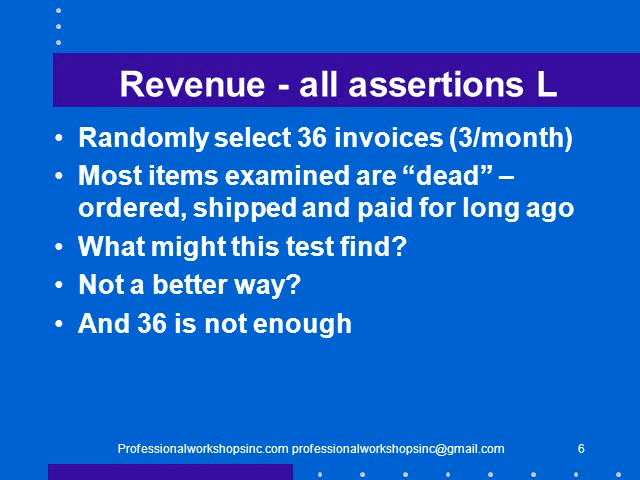 Revenue - all assertions L
• Randomly select 36 invoices (3/month)
• Most items examined are “dead” –
ordered, shipped and paid for long ago
• What might this test find?
• Not a better way?
• And 36 is not enough
Professionalworkshopsinc.com professionalworkshopsinc@gmail.com 6